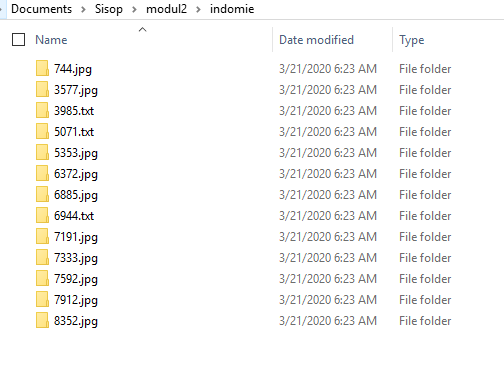 Documents > Sisop > modul2 > indomie
Name Date modified Type
744.jpg 3/21/2020 6:23 AM File folder
3577.jpg 3/21/2020 6:23 AM File folder
3985.txt 3/21/2020 6:23 AM File folder
5071.txt 3/21/2020 6:23 AM File folder
5353.jpg 3/21/2020 6:23 AM File folder
6372.jpg 3/21/2020 6:23 AM File folder
6885.jpg 3/21/2020 6:23 AM File folder
6944.txt 3/21/2020 6:23 AM File folder
7191.jpg 3/21/2020 6:23 AM File folder
7333.jpg 3/21/2020 6:23 AM File folder
7592.jpg 3/21/2020 6:23 AM File folder
7912.jpg 3/21/2020 6:23 AM File folder
8352.jpg 3/21/2020 6:23 AM File folder